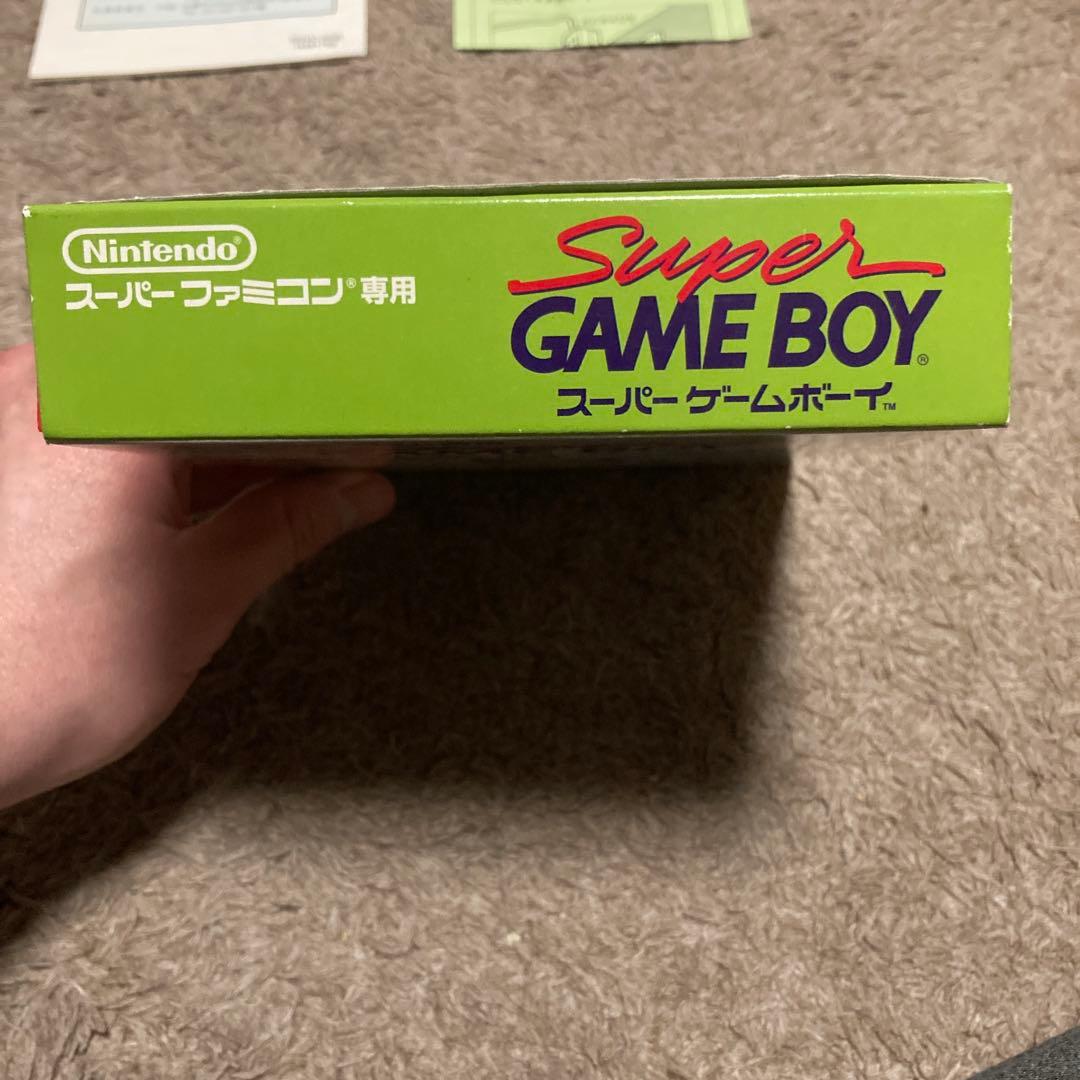 Nintendo®
スーパーファミコン®専用
Super
GAME BOY®
スーパーゲームボーイ™